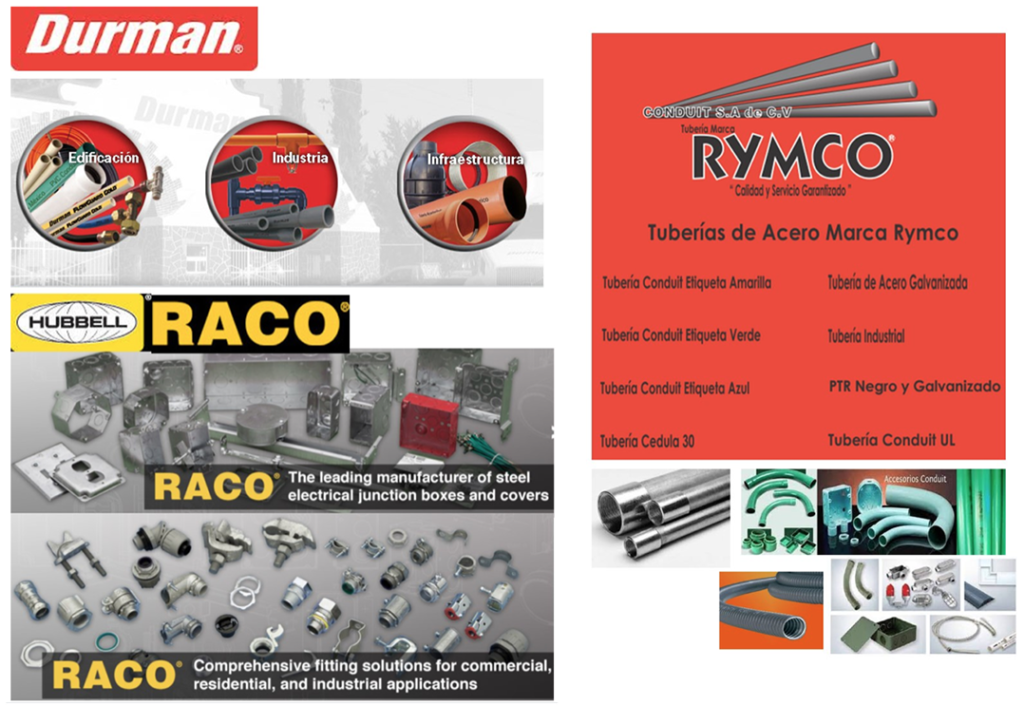 Durman®
Durman
Edificación
Industria
Infraestructura
Durman FLOWGUARD GOLD
HUBBELL®
RACO®
RACO® The leading manufacturer of steel
electrical junction boxes and covers
RACO® Comprehensive fitting solutions for commercial,
residential, and industrial applications
CONDUIT S.A de C.V
Tubería Marca
RYMCO®
" Calidad y Servicio Garantizado "
Tuberías de Acero Marca Rymco
Tubería Conduit Etiqueta Amarilla
Tubería de Acero Galvanizada
Tubería Conduit Etiqueta Verde
Tubería Industrial
Tubería Conduit Etiqueta Azul
PTR Negro y Galvanizado
Tubería Cedula 30
Tubería Conduit UL
Accesorios Conduit